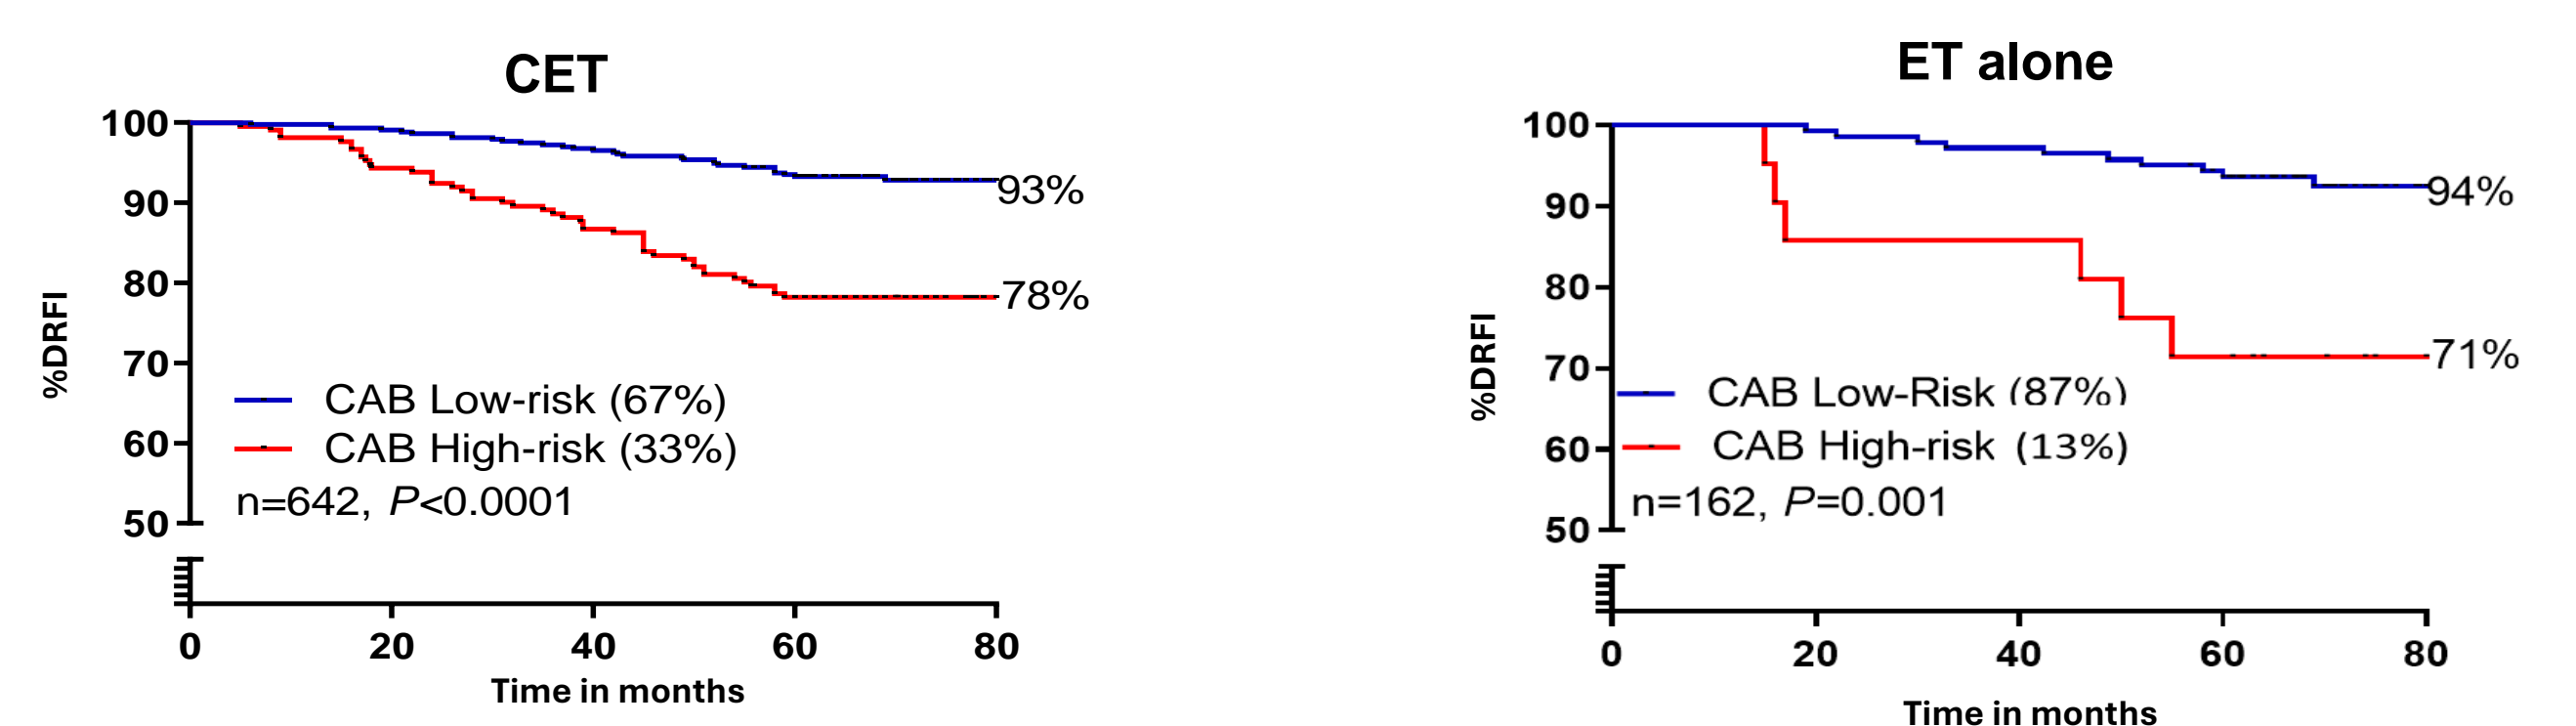 CET
100
90
80
70
60
50
%DRFI
93%
78%
CAB Low-risk (67%)
CAB High-risk (33%)
n=642, P<0.0001
0 20 40 60 80
Time in months
ET alone
100
90
80
70
60
50
%DRFI
94%
71%
CAB Low-Risk (87%)
CAB High-risk (13%)
n=162, P=0.001
0 20 40 60 80
Time in months